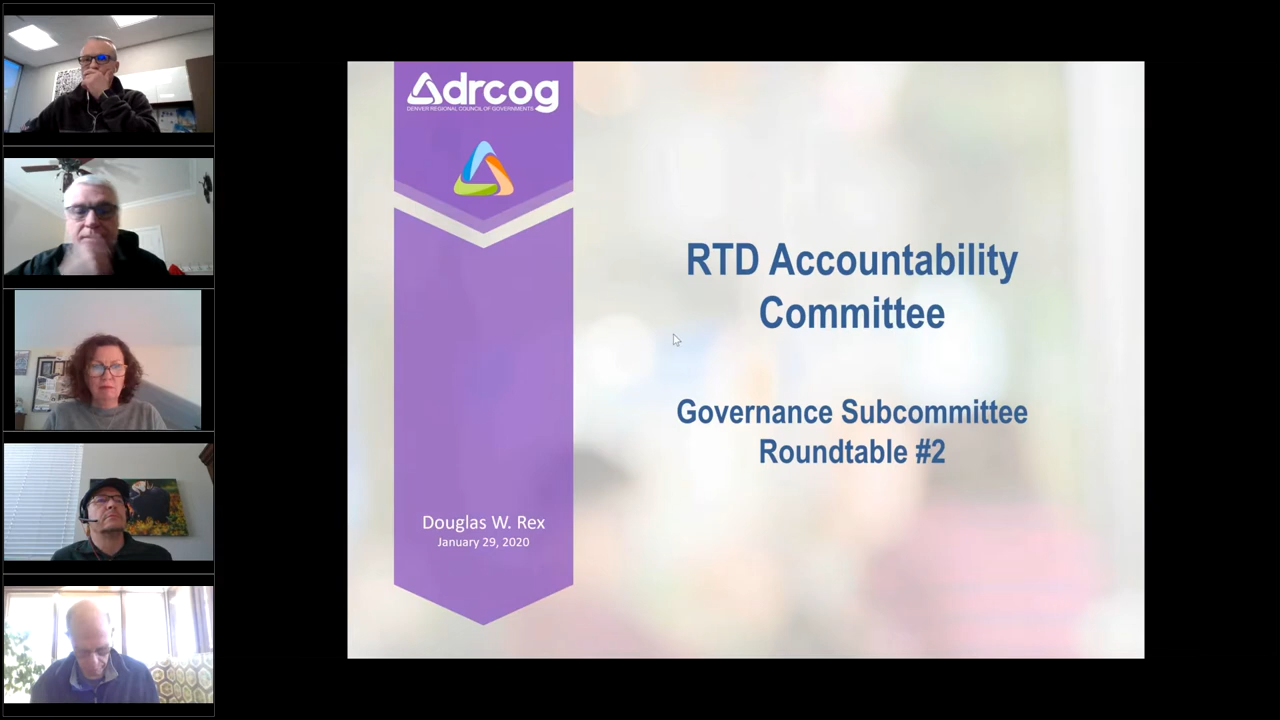 drcog
DENVER REGIONAL COUNCIL OF GOVERNMENTS
RTD Accountability
Committee
Governance Subcommittee
Roundtable #2
Douglas W. Rex
January 29, 2020